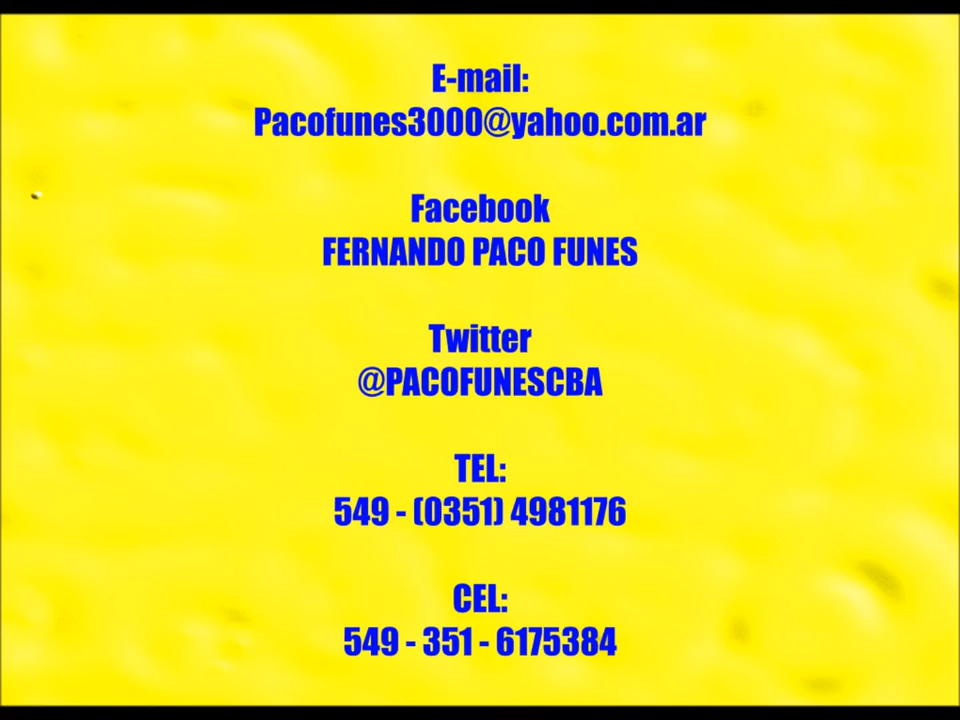 E-mail:
Pacofunes3000@yahoo.com.ar
Facebook
FERNANDO PACO FUNES
Twitter
@PACOFUNESCBA
TEL:
549 - (0351) 4981176
CEL:
549 - 351 - 6175384